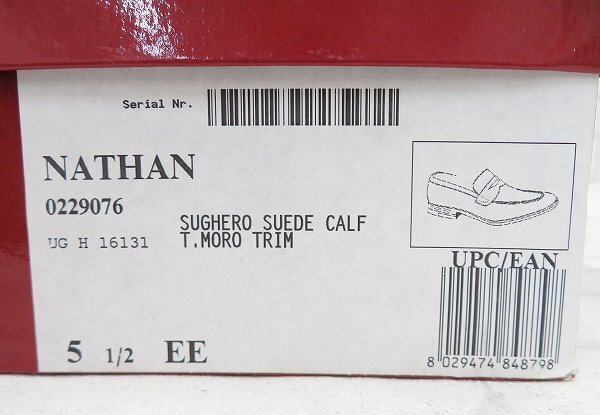 Serial Nr.
NATHAN
0229076
SUGHERO SUEDE CALF
UG H 16131
T.MORO TRIM
UPC/EAN
5 1/2 EE
8 029474 848798